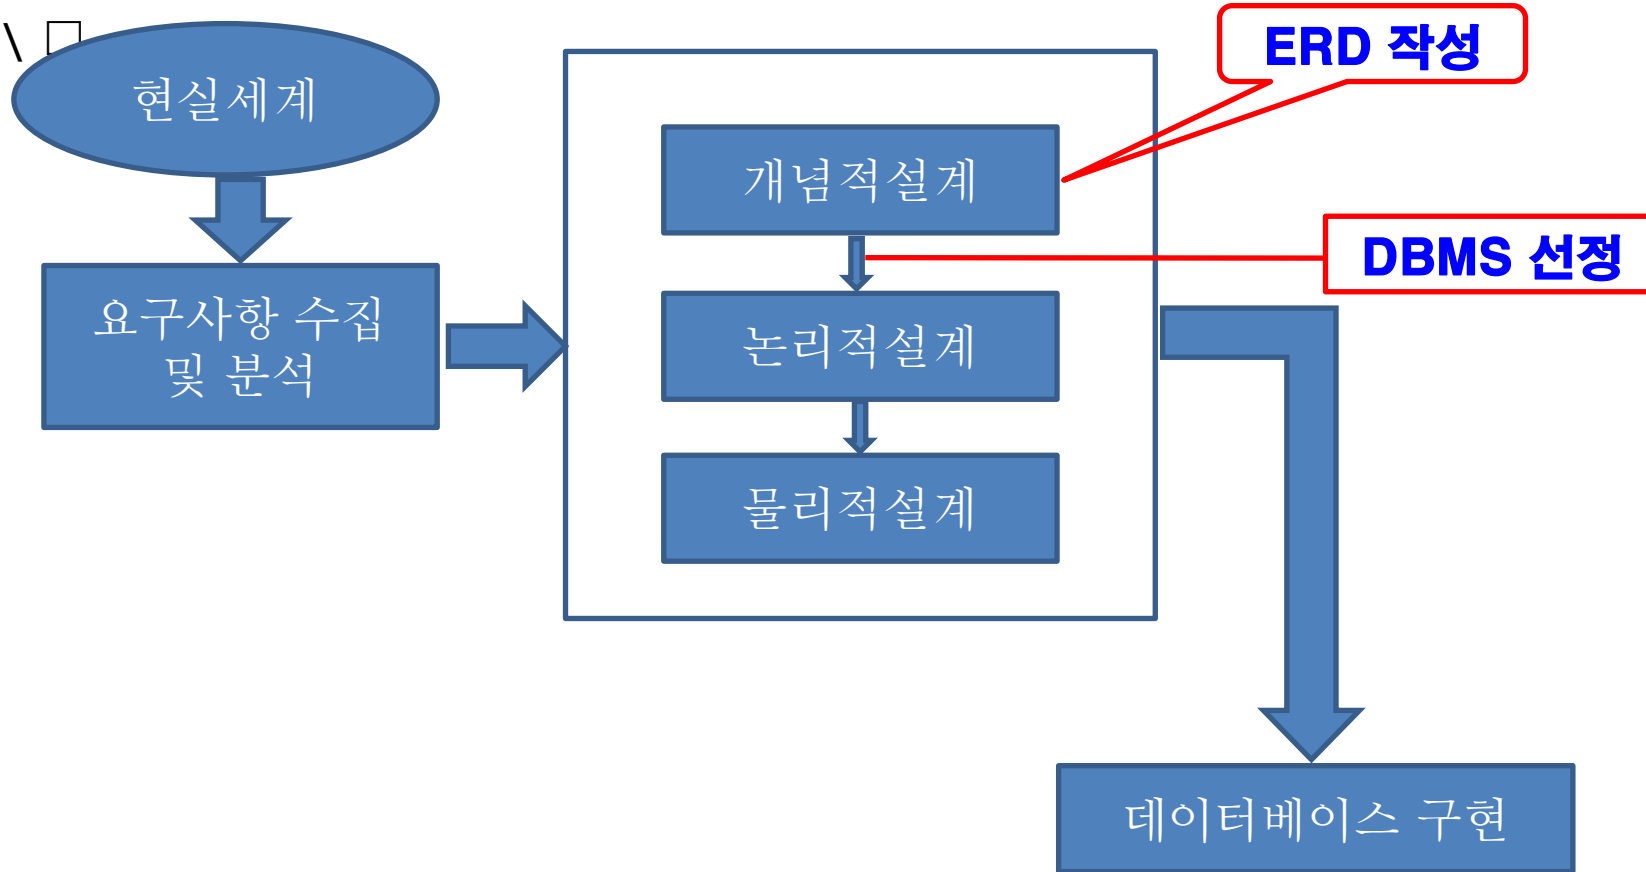 \
현실세계
ERD 작성
개념적설계
DBMS 선정
요구사항 수집
및 분석
논리적설계
물리적설계
데이터베이스 구현